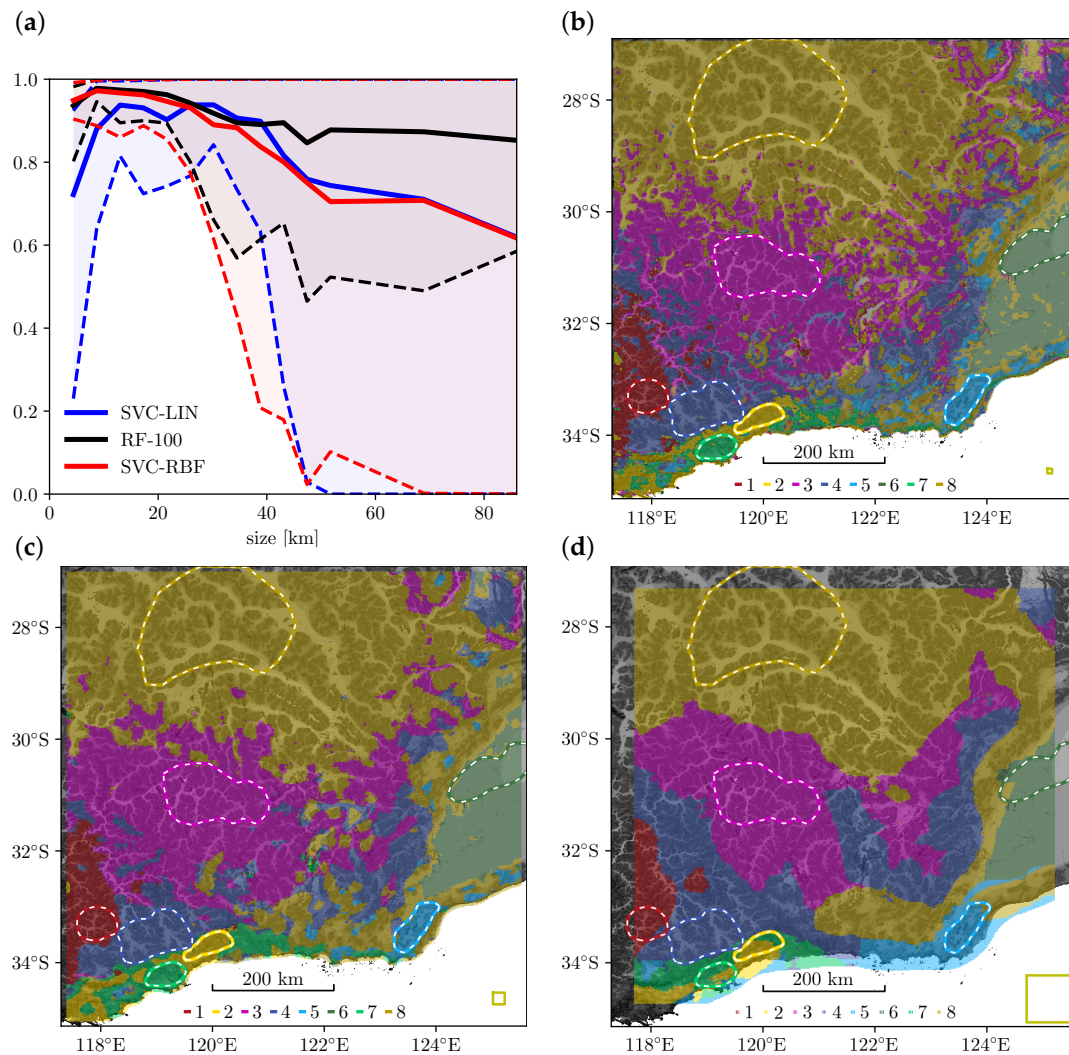 (a)
1.0
0.8
0.6
0.4
0.2
0.0
SVC-LIN
RF-100
SVC-RBF
0 20 40 60 80
size [km]
(b)
28°S
30°S
32°S
34°S
200 km
1 2 3 4 5 6 7 8
118°E 120°E 122°E 124°E
(c)
28°S
30°S
32°S
34°S
200 km
1 2 3 4 5 6 7 8
118°E 120°E 122°E 124°E
(d)
28°S
30°S
32°S
34°S
200 km
1 2 3 4 5 6 7 8
118°E 120°E 122°E 124°E